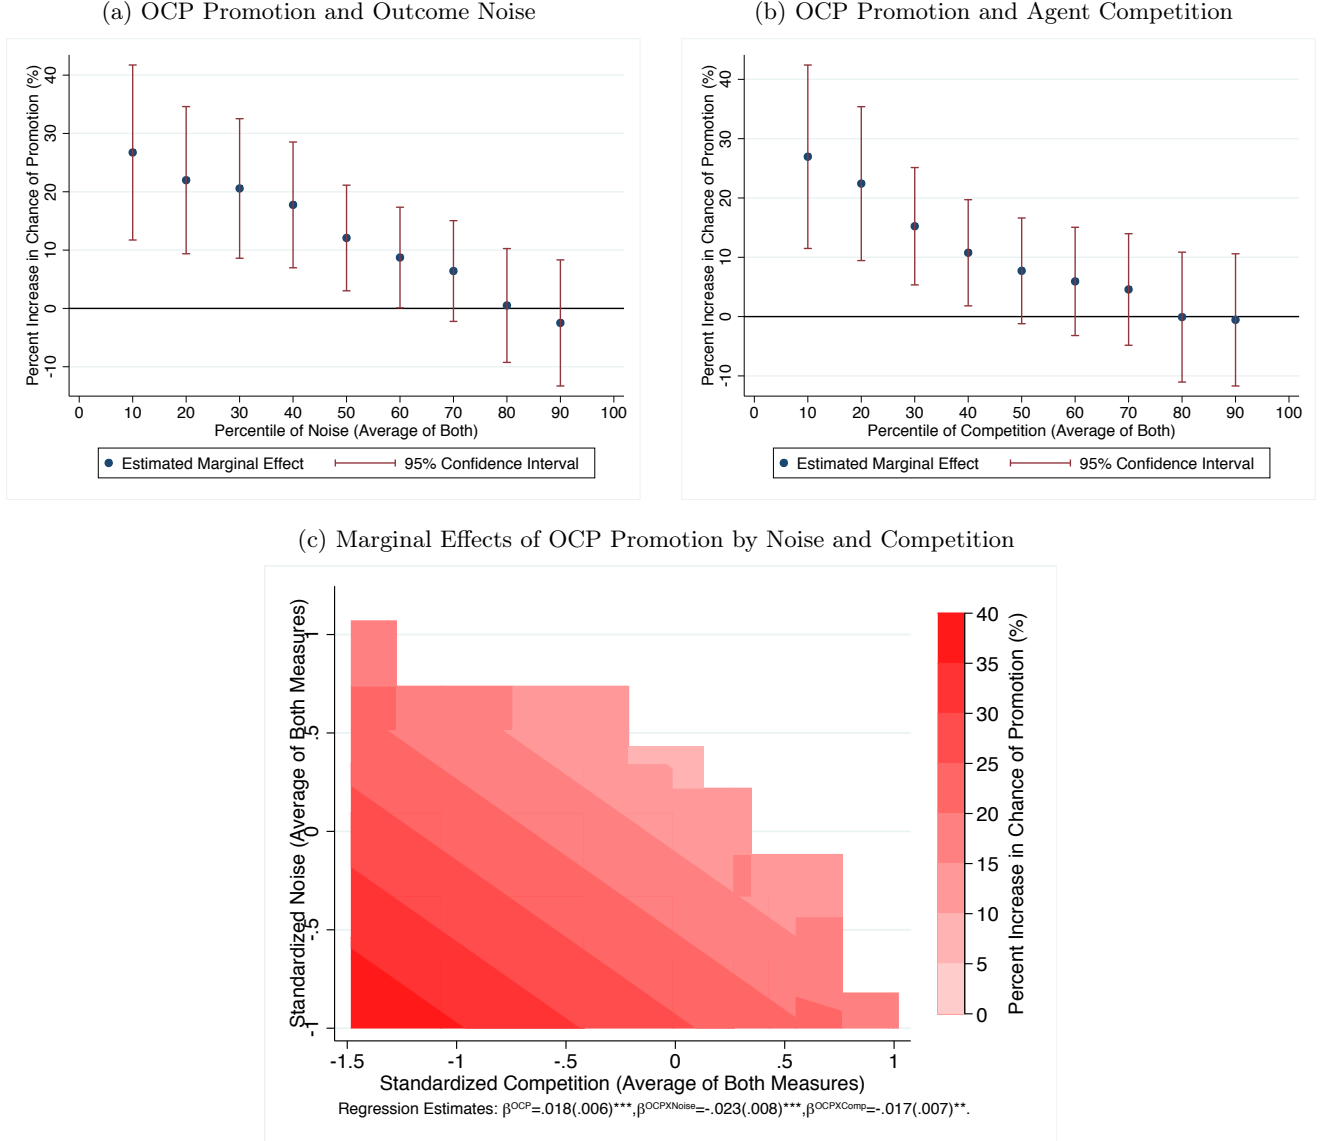 (a) OCP Promotion and Outcome Noise
Percent Increase in Chance of Promotion (%)
40
30
20
10
0
-10
0 10 20 30 40 50 60 70 80 90 100
Percentile of Noise (Average of Both)
Estimated Marginal Effect 95% Confidence Interval
(b) OCP Promotion and Agent Competition
Percent Increase in Chance of Promotion (%)
40
30
20
10
0
-10
0 10 20 30 40 50 60 70 80 90 100
Percentile of Competition (Average of Both)
Estimated Marginal Effect 95% Confidence Interval
(c) Marginal Effects of OCP Promotion by Noise and Competition
Standardized Noise (Average of Both Measures)
1
.5
0
-.5
-1
-1.5 -1 -.5 0 .5 1
Standardized Competition (Average of Both Measures)
40
35
30
25
20
15
10
5
0
Percent Increase in Chance of Promotion (%)
Regression Estimates: β^OCP=.018(.006)***,β^OCPXNoise=-.023(.008)***,β^OCPXComp=-.017(.007)**.